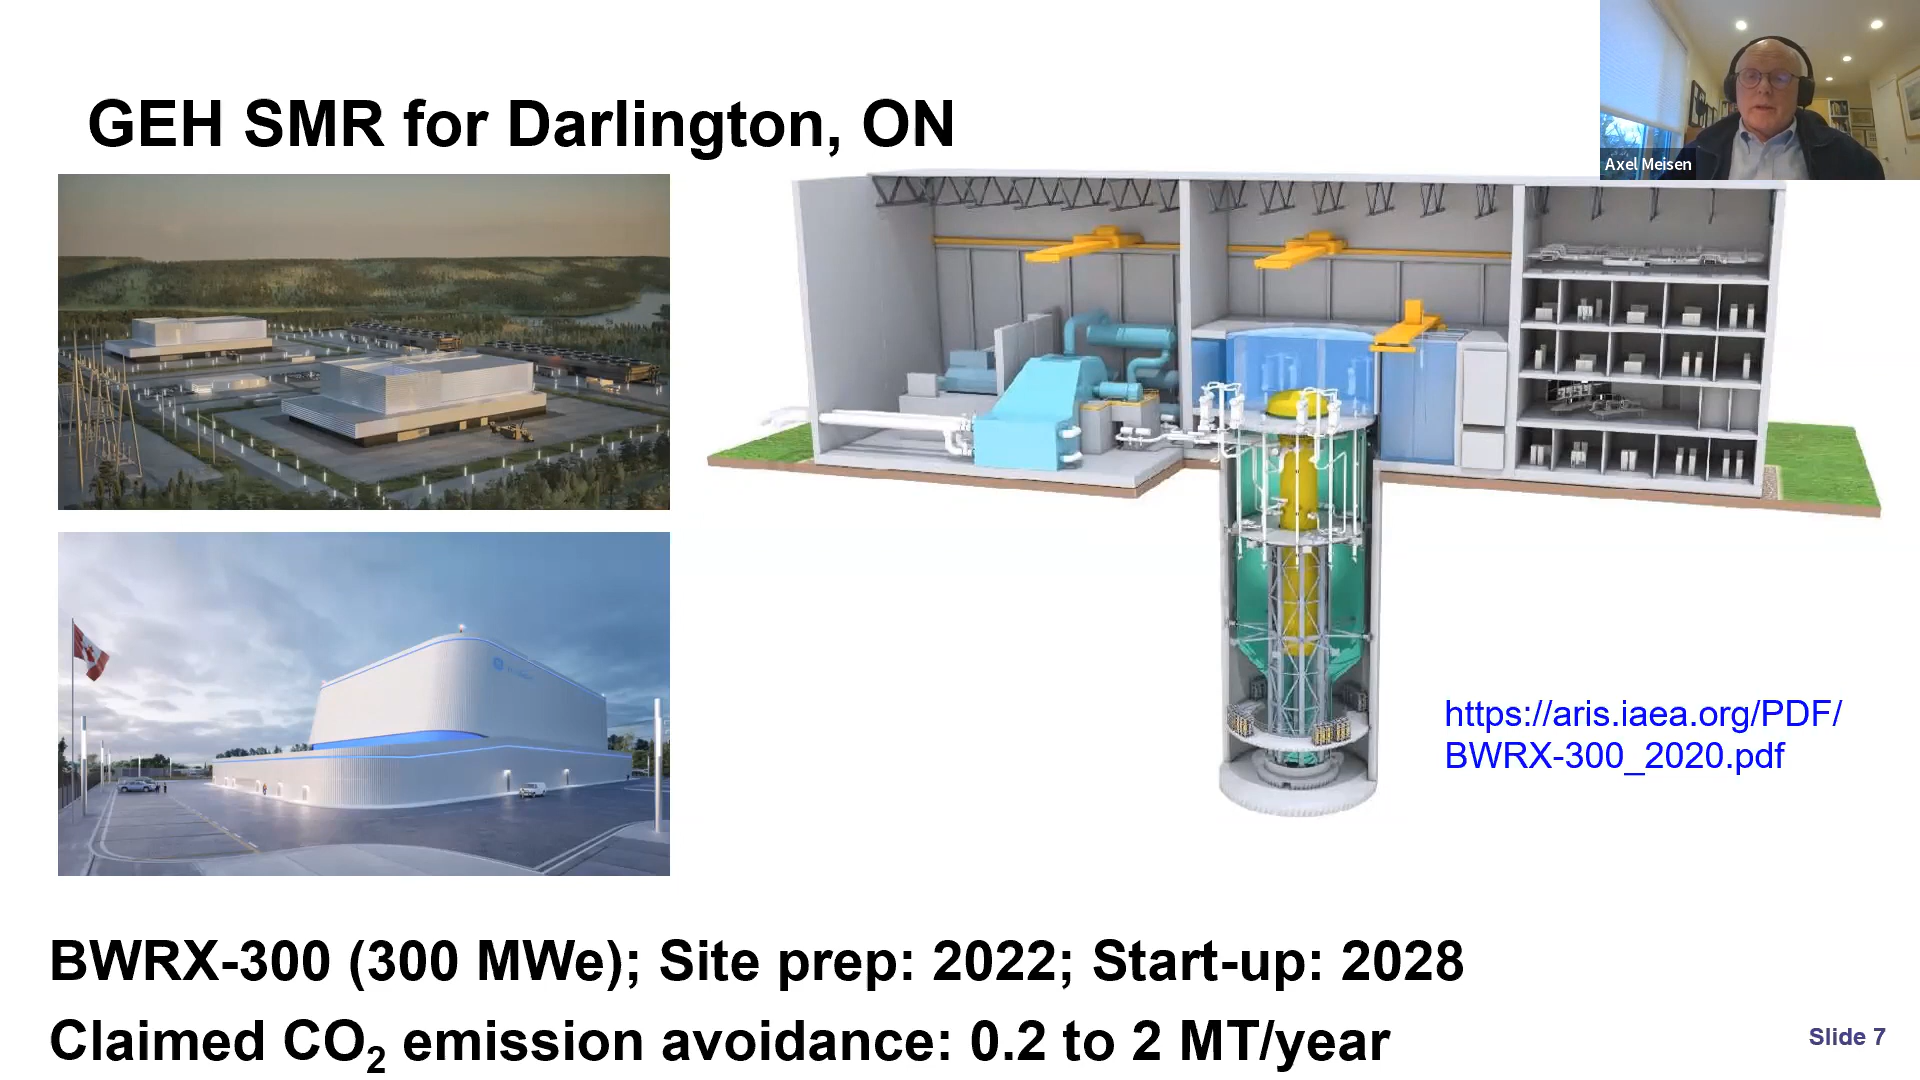 Axel Meisen
GEH SMR for Darlington, ON
https://aris.iaea.org/PDF/
BWRX-300_2020.pdf
BWRX-300 (300 MWe); Site prep: 2022; Start-up: 2028
Claimed CO₂ emission avoidance: 0.2 to 2 MT/year
Slide 7